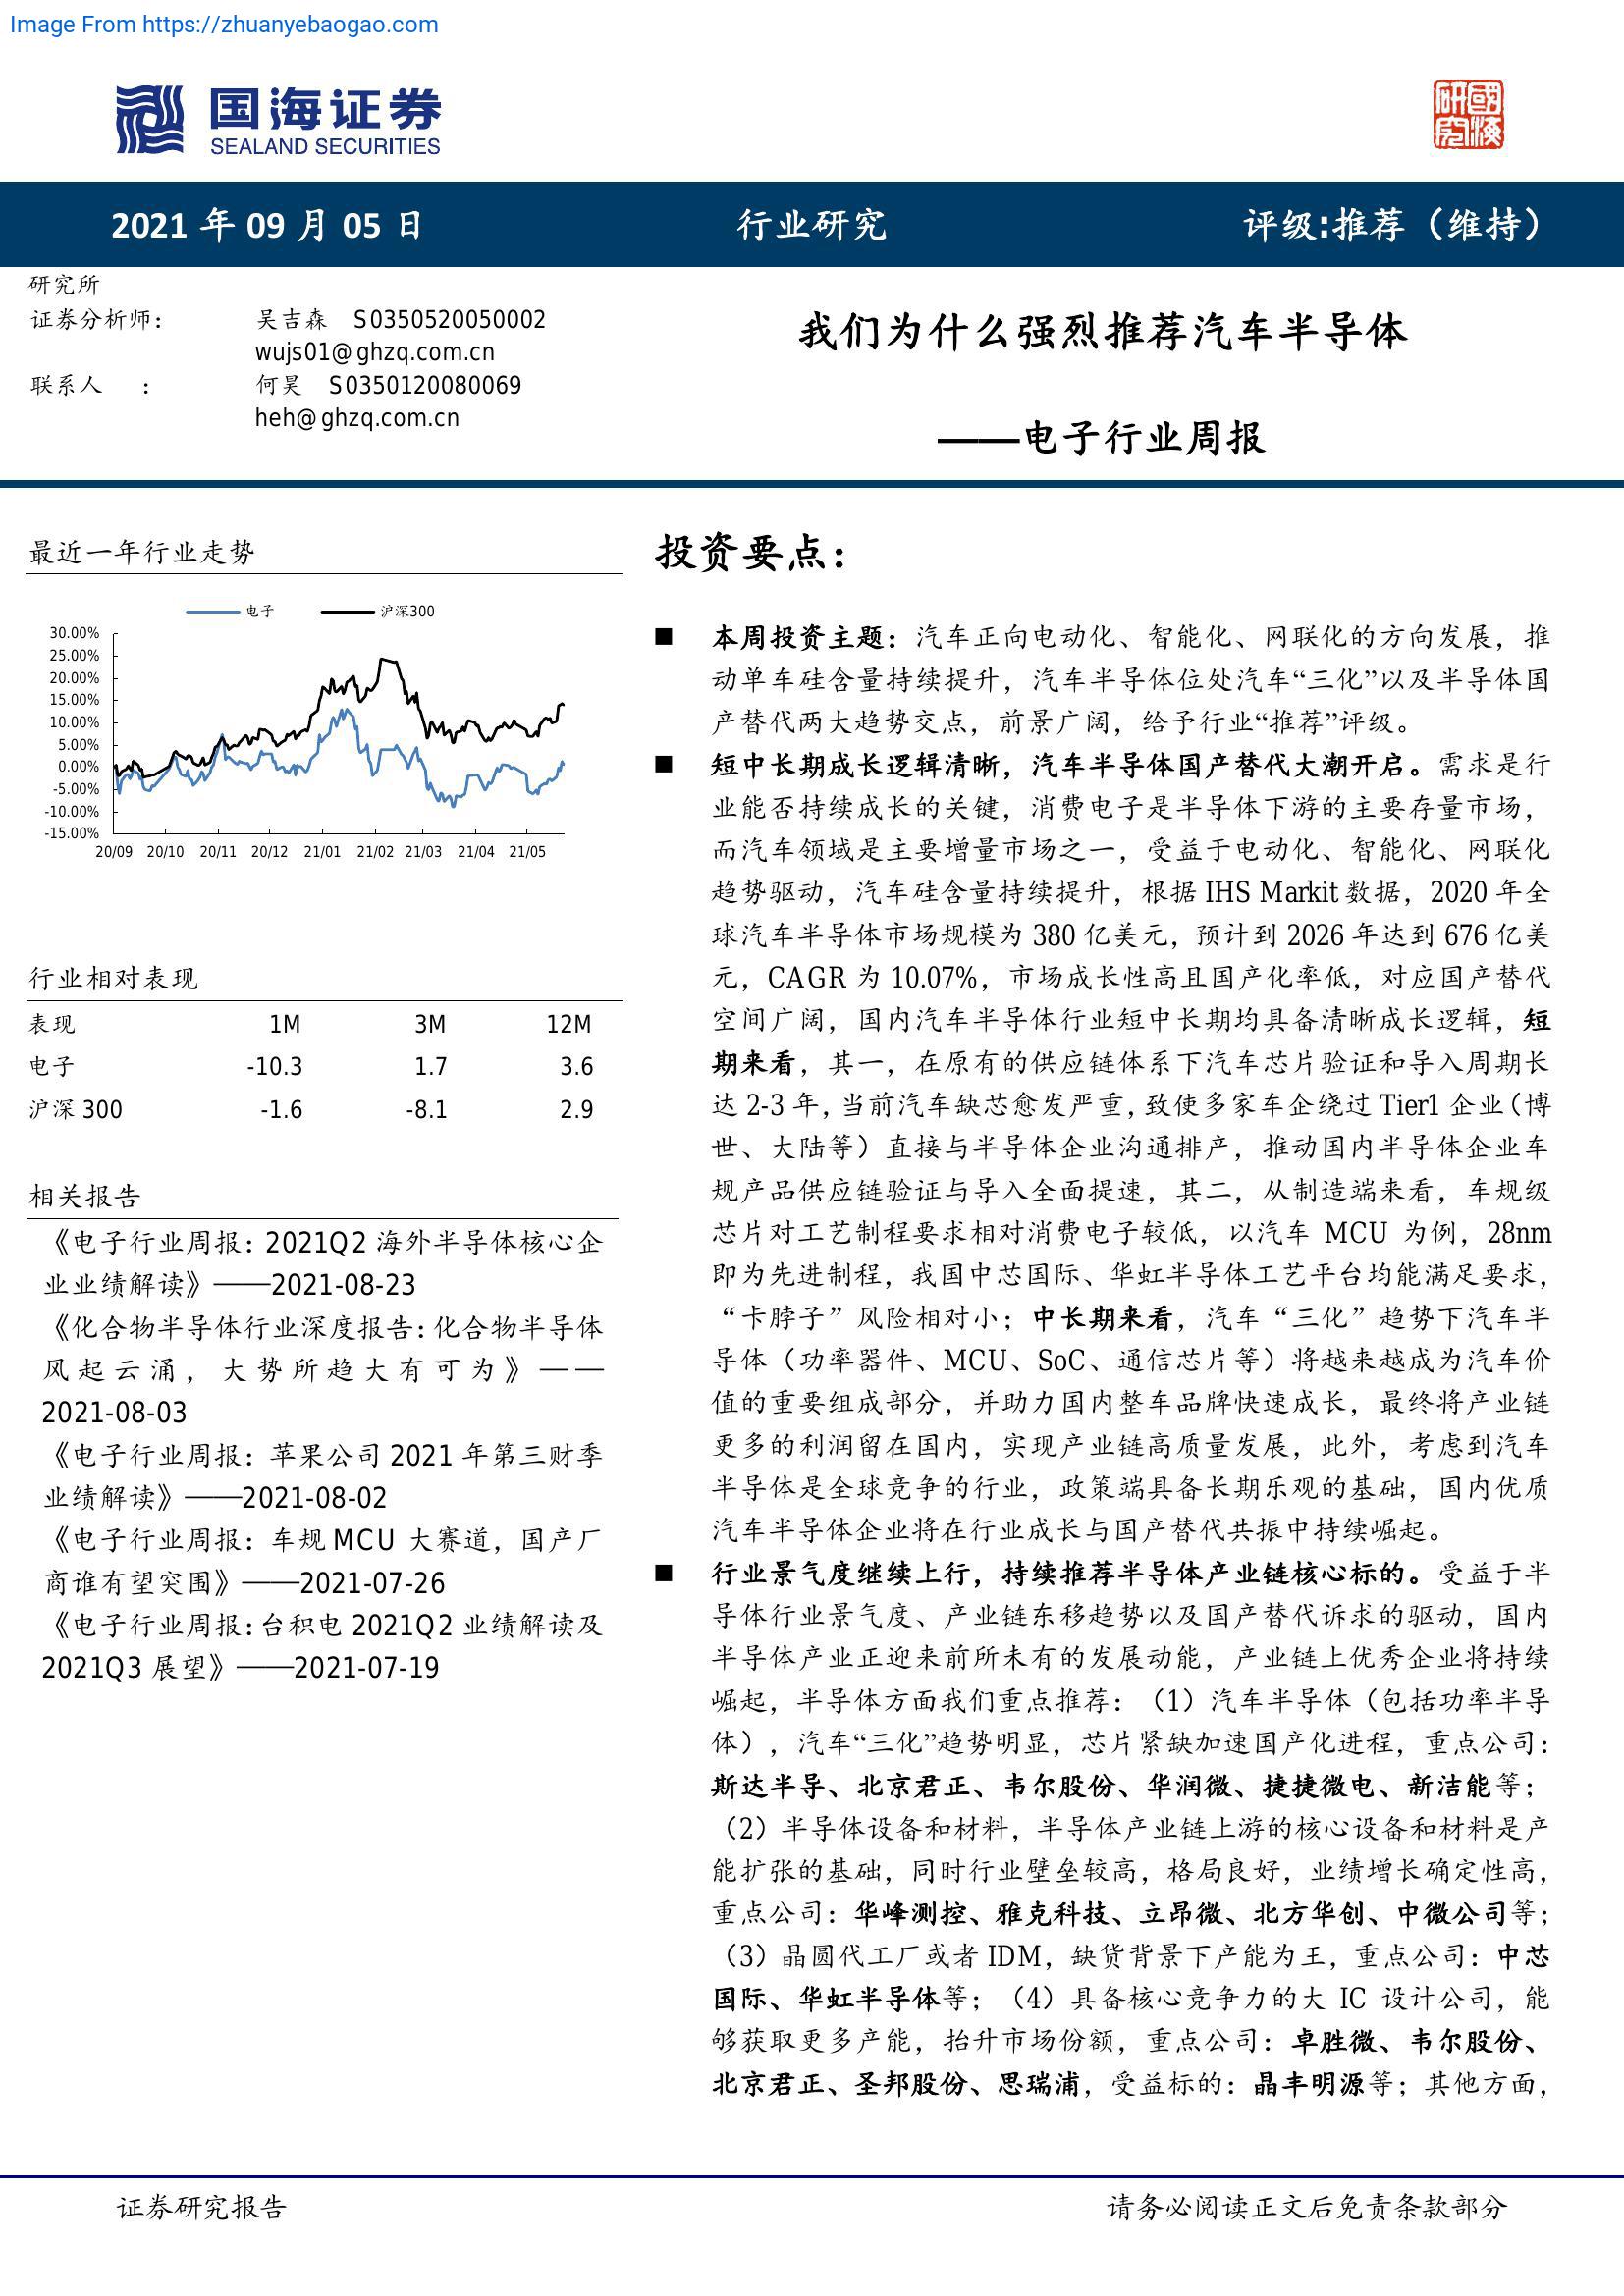 Image From https://zhuanyebaogao.com
国海证券
SEALAND SECURITIES
研究
國海
2021 年 09 月 05 日
行业研究
评级:推荐（维持）
研究所
证券分析师：
吴吉森 S0350520050002
wujs01@ghzq.com.cn
联系人 ：
何昊 S0350120080069
heh@ghzq.com.cn
我们为什么强烈推荐汽车半导体
——电子行业周报
最近一年行业走势
电子 沪深300
30.00%
25.00%
20.00%
15.00%
10.00%
5.00%
0.00%
-5.00%
-10.00%
-15.00%
20/09 20/10 20/11 20/12 21/01 21/02 21/03 21/04 21/05
行业相对表现
表现 1M 3M 12M
电子 -10.3 1.7 3.6
沪深 300 -1.6 -8.1 2.9
相关报告
《电子行业周报：2021Q2 海外半导体核心企
业业绩解读》——2021-08-23
《化合物半导体行业深度报告：化合物半导体
风起云涌，大势所趋大有可为》——
2021-08-03
《电子行业周报：苹果公司 2021 年第三财季
业绩解读》——2021-08-02
《电子行业周报：车规 MCU 大赛道，国产厂
商谁有望突围》——2021-07-26
《电子行业周报：台积电 2021Q2 业绩解读及
2021Q3 展望》——2021-07-19
投资要点：
■ 本周投资主题：汽车正向电动化、智能化、网联化的方向发展，推
动单车硅含量持续提升，汽车半导体位处汽车“三化”以及半导体国
产替代两大趋势交点，前景广阔，给予行业“推荐”评级。
■ 短中长期成长逻辑清晰，汽车半导体国产替代大潮开启。需求是行
业能否持续成长的关键，消费电子是半导体下游的主要存量市场，
而汽车领域是主要增量市场之一，受益于电动化、智能化、网联化
趋势驱动，汽车硅含量持续提升，根据 IHS Markit 数据，2020 年全
球汽车半导体市场规模为 380 亿美元，预计到 2026 年达到 676 亿美
元，CAGR 为 10.07%，市场成长性高且国产化率低，对应国产替代
空间广阔，国内汽车半导体行业短中长期均具备清晰成长逻辑，短
期来看，其一，在原有的供应链体系下汽车芯片验证和导入周期长
达 2-3 年，当前汽车缺芯愈发严重，致使多家车企绕过 Tier1 企业（博
世、大陆等）直接与半导体企业沟通排产，推动国内半导体企业车
规产品供应链验证与导入全面提速，其二，从制造端来看，车规级
芯片对工艺制程要求相对消费电子较低，以汽车 MCU 为例，28nm
即为先进制程，我国中芯国际、华虹半导体工艺平台均能满足要求，
“卡脖子”风险相对小；中长期来看，汽车“三化”趋势下汽车半
导体（功率器件、MCU、SoC、通信芯片等）将越来越成为汽车价
值的重要组成部分，并助力国内整车品牌快速成长，最终将产业链
更多的利润留在国内，实现产业链高质量发展，此外，考虑到汽车
半导体是全球竞争的行业，政策端具备长期乐观的基础，国内优质
汽车半导体企业将在行业成长与国产替代共振中持续崛起。
■ 行业景气度继续上行，持续推荐半导体产业链核心标的。受益于半
导体行业景气度、产业链东移趋势以及国产替代诉求的驱动，国内
半导体产业正迎来前所未有的发展动能，产业链上优秀企业将持续
崛起，半导体方面我们重点推荐：（1）汽车半导体（包括功率半导
体），汽车“三化”趋势明显，芯片紧缺加速国产化进程，重点公司：
斯达半导、北京君正、韦尔股份、华润微、捷捷微电、新洁能等；
（2）半导体设备和材料，半导体产业链上游的核心设备和材料是产
能扩张的基础，同时行业壁垒较高，格局良好，业绩增长确定性高，
重点公司：华峰测控、雅克科技、立昂微、北方华创、中微公司等；
（3）晶圆代工厂或者 IDM，缺货背景下产能为王，重点公司：中芯
国际、华虹半导体等；（4）具备核心竞争力的大 IC 设计公司，能
够获取更多产能，抬升市场份额，重点公司：卓胜微、韦尔股份、
北京君正、圣邦股份、思瑞浦，受益标的：晶丰明源等；其他方面，
证券研究报告
请务必阅读正文后免责条款部分